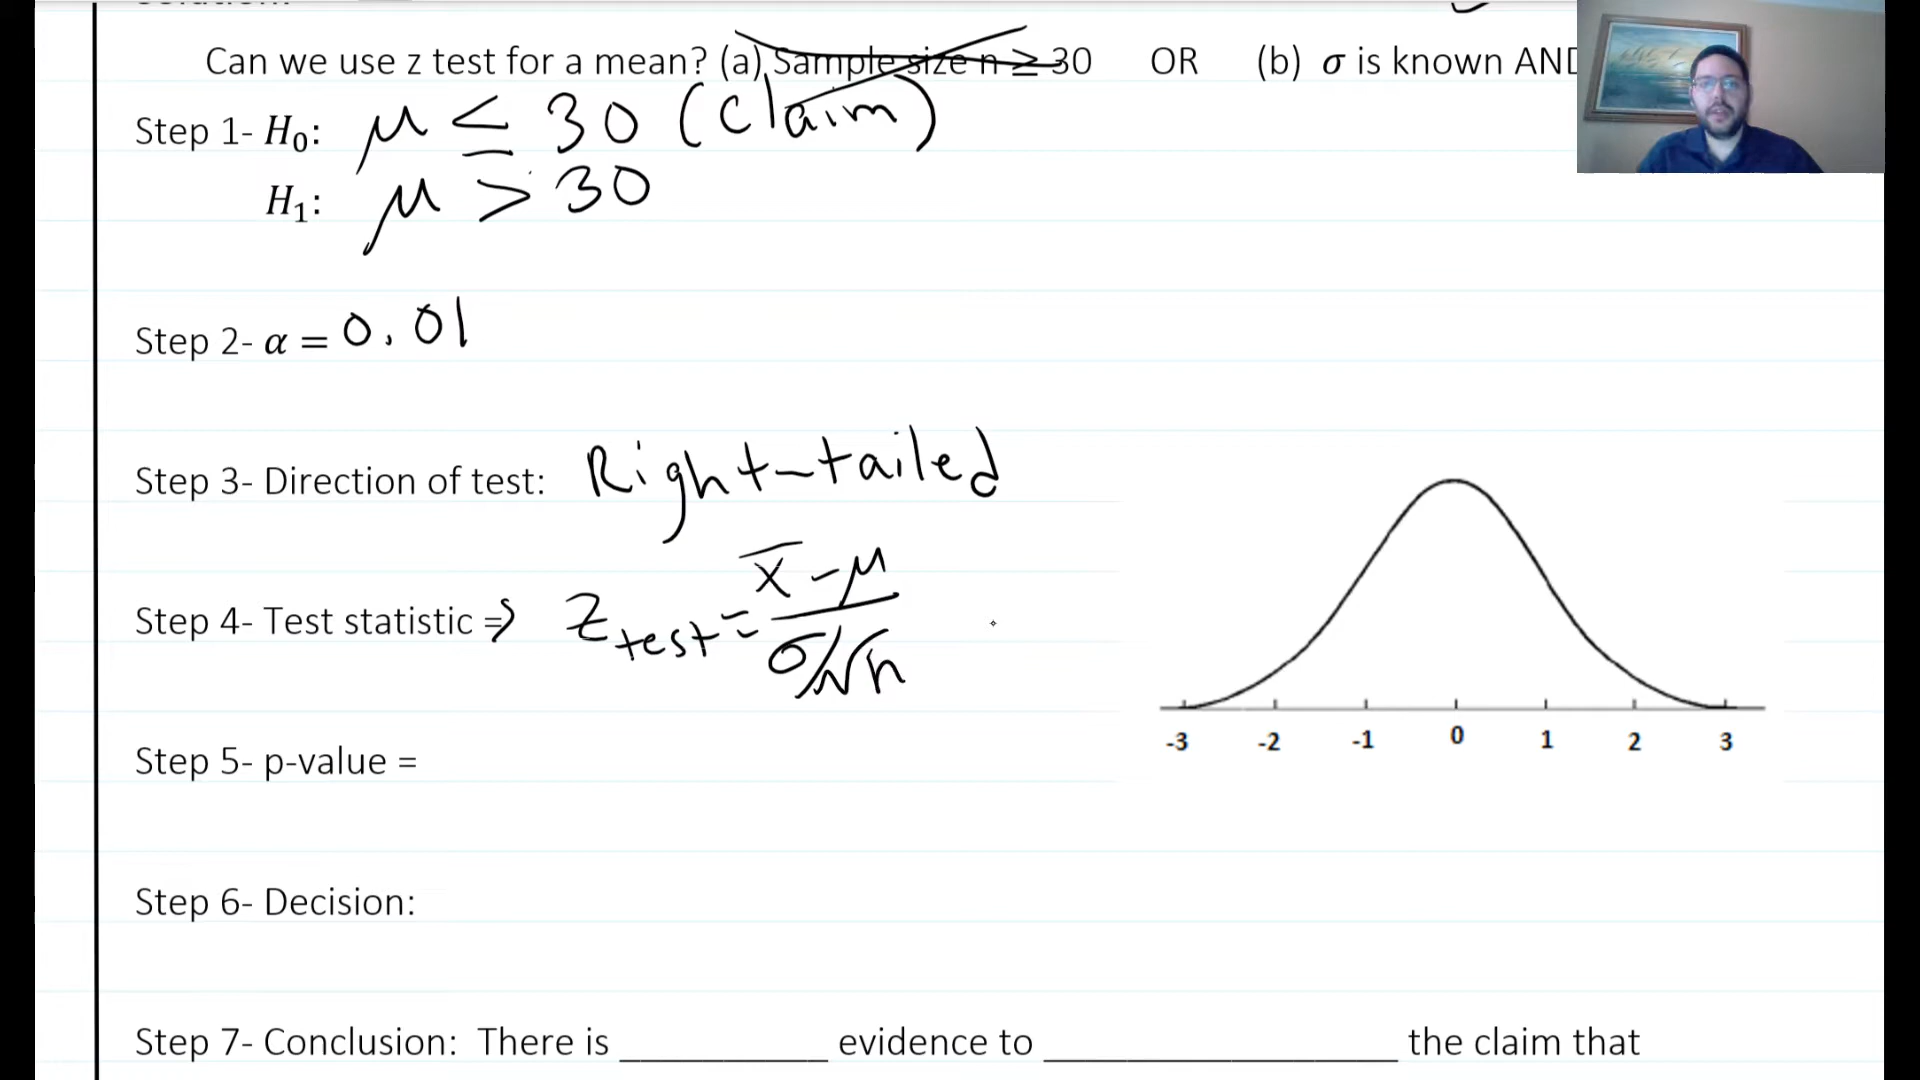 Can we use z test for a mean? (a) Sample size n ≥ 30 OR (b) σ is known AND
Step 1- H₀: μ ≤ 30 (claim)
H₁: μ > 30
Step 2- α = 0.01
Step 3- Direction of test: Right-tailed
Step 4- Test statistic ⇒ z_test = (x̄ - μ) / (σ/√n)
-3 -2 -1 0 1 2 3
Step 5- p-value =
Step 6- Decision:
Step 7- Conclusion: There is __________ evidence to _________________ the claim that